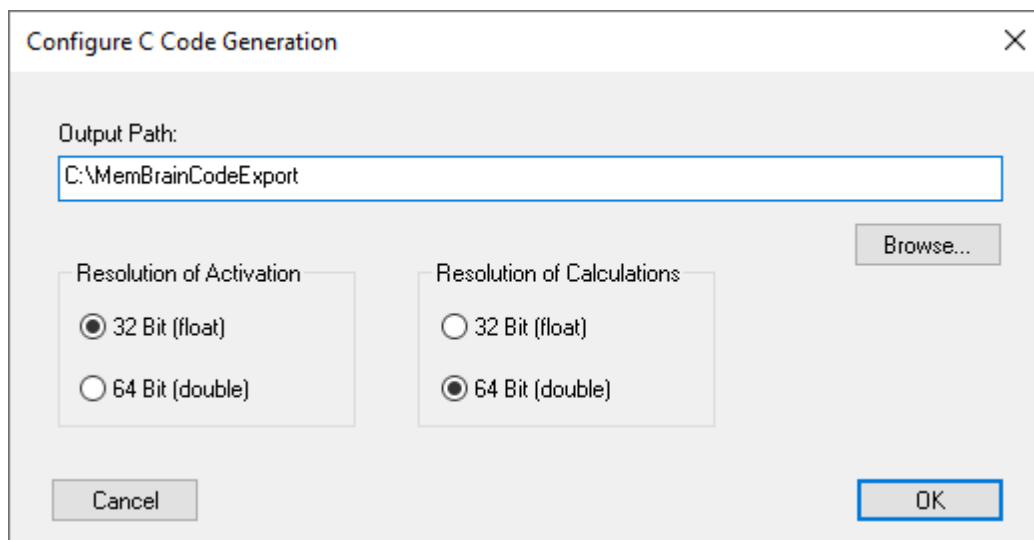 Configure C Code Generation
Output Path:
C:\MemBrainCodeExport
Browse...
Resolution of Activation
32 Bit (float)
64 Bit (double)
Resolution of Calculations
32 Bit (float)
64 Bit (double)
Cancel
OK